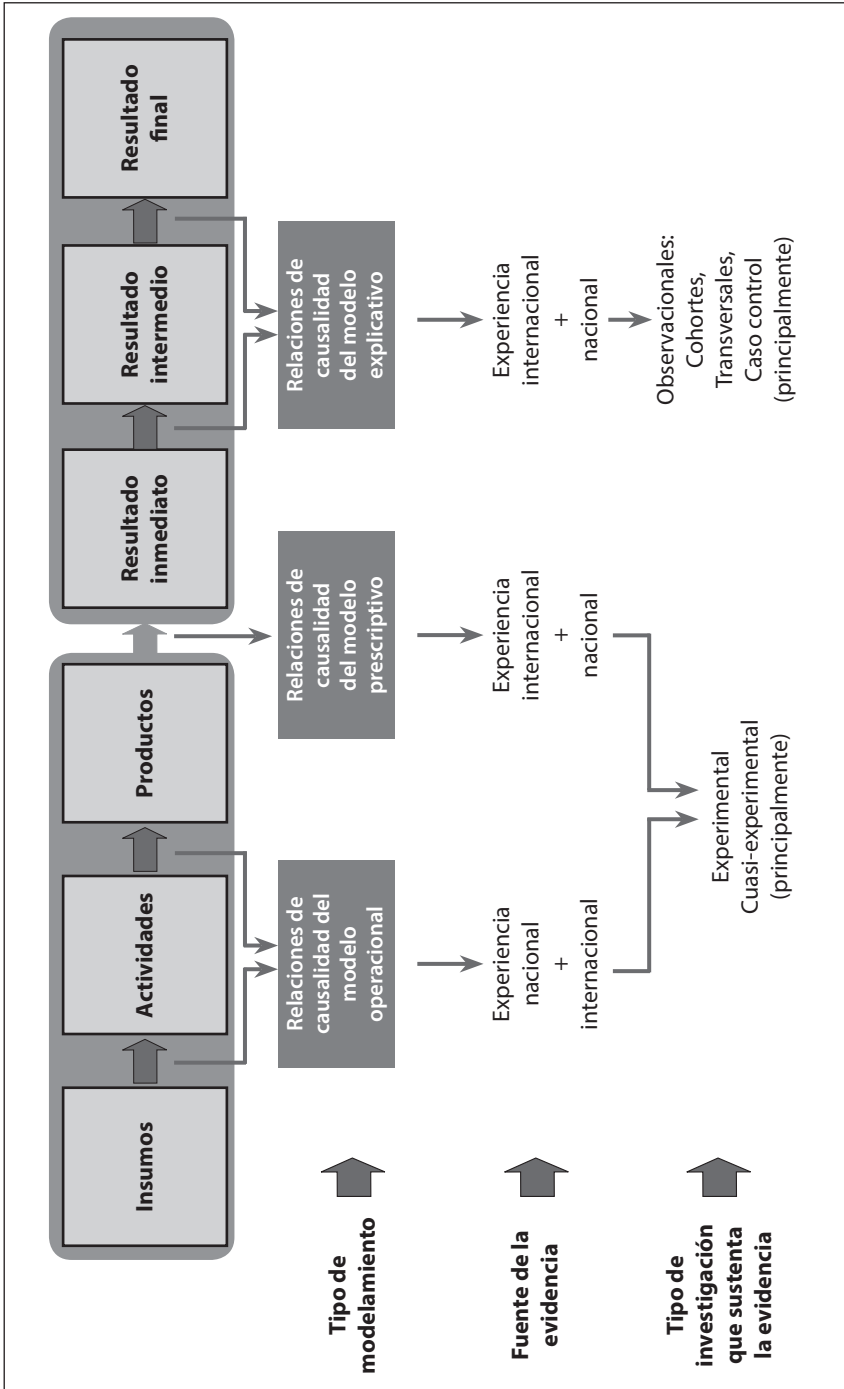 Insumos
Actividades
Productos
Resultado
inmediato
Resultado
intermedio
Resultado
final
Tipo de
modelamiento
Relaciones de
causalidad del
modelo
operacional
Relaciones de
causalidad
del modelo
prescriptivo
Relaciones de
causalidad
del modelo
explicativo
Fuente de la
evidencia
Experiencia
nacional
+
internacional
Experiencia
internacional
+
nacional
Experiencia
internacional
+
nacional
Tipo de
investigación
que sustenta
la evidencia
Experimental
Cuasi-experimental
(principalmente)
Observacionales:
Cohortes,
Transversales,
Caso control
(principalmente)